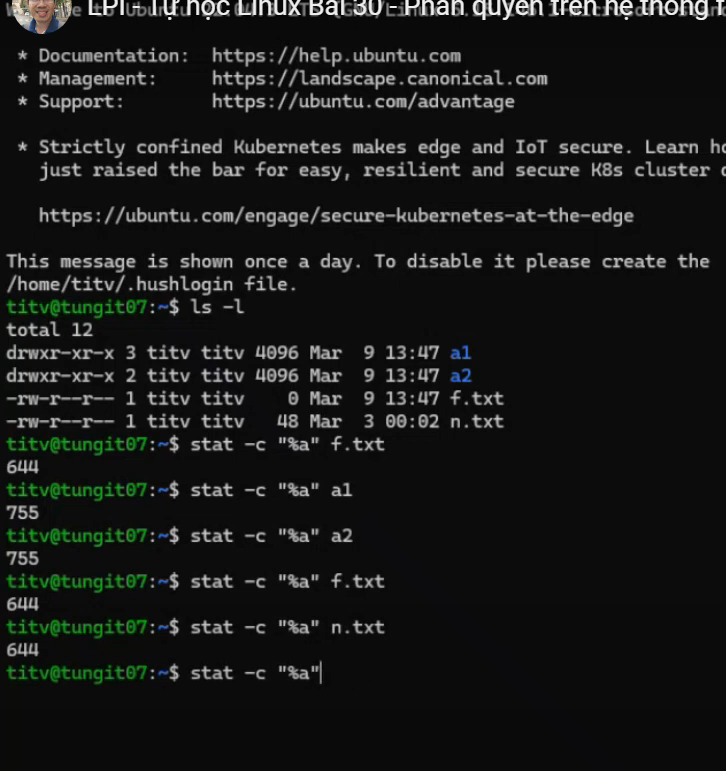 LPI - Tự học Linux Bài 30 - Phân quyền trên hệ thống
* Documentation: https://help.ubuntu.com
* Management: https://landscape.canonical.com
* Support: https://ubuntu.com/advantage
* Strictly confined Kubernetes makes edge and IoT secure. Learn
just raised the bar for easy, resilient and secure K8s cluster
https://ubuntu.com/engage/secure-kubernetes-at-the-edge
This message is shown once a day. To disable it please create the
/home/titv/.hushlogin file.
titv@tungit07:~$ ls -l
total 12
drwxr-xr-x 3 titv titv 4096 Mar  9 13:47 a1
drwxr-xr-x 2 titv titv 4096 Mar  9 13:47 a2
-rw-r--r-- 1 titv titv    0 Mar  9 13:47 f.txt
-rw-r--r-- 1 titv titv   48 Mar  3 00:02 n.txt
titv@tungit07:~$ stat -c "%a" f.txt
644
titv@tungit07:~$ stat -c "%a" a1
755
titv@tungit07:~$ stat -c "%a" a2
755
titv@tungit07:~$ stat -c "%a" f.txt
644
titv@tungit07:~$ stat -c "%a" n.txt
644
titv@tungit07:~$ stat -c "%a"